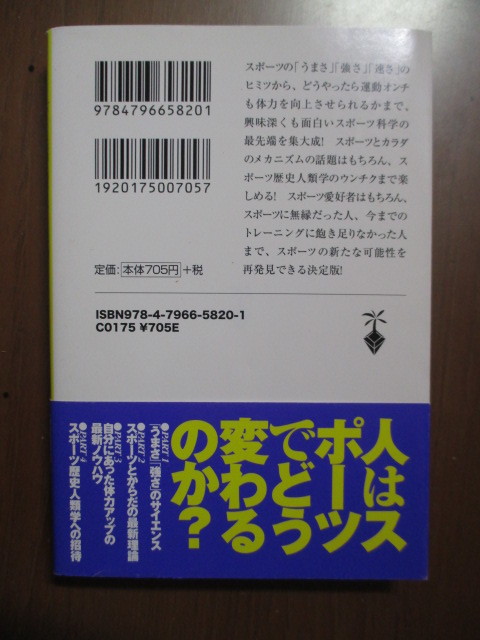 9784796658201
1920175007057
スポーツの「うまさ」「強さ」「速さ」の
ヒミツから、どうやったら運動オンチ
も体力を向上させられるかまで、
興味深くも面白いスポーツ科学の
最先端を集大成! スポーツとカラダ
のメカニズムの話題はもちろん、ス
ポーツ歴史人類学のウンチクまで楽
しめる! スポーツ愛好者はもちろん、
スポーツに無縁だった人、今までの
トレーニングに飽き足りなかった人
まで、スポーツの新たな可能性を
再発見できる決定版!
定価:本体705円+税
ISBN978-4-7966-5820-1
C0175 ¥705E
人はス
ポーツ
でどう
変わる
のか?
●PART 1
「うまさ」「強さ」のサイエンス
●PART 2
スポーツとからだの最新理論
●PART 3
自分にあった体力アップの
最新ノウハウ
●PART 4
スポーツ歴史人類学への招待